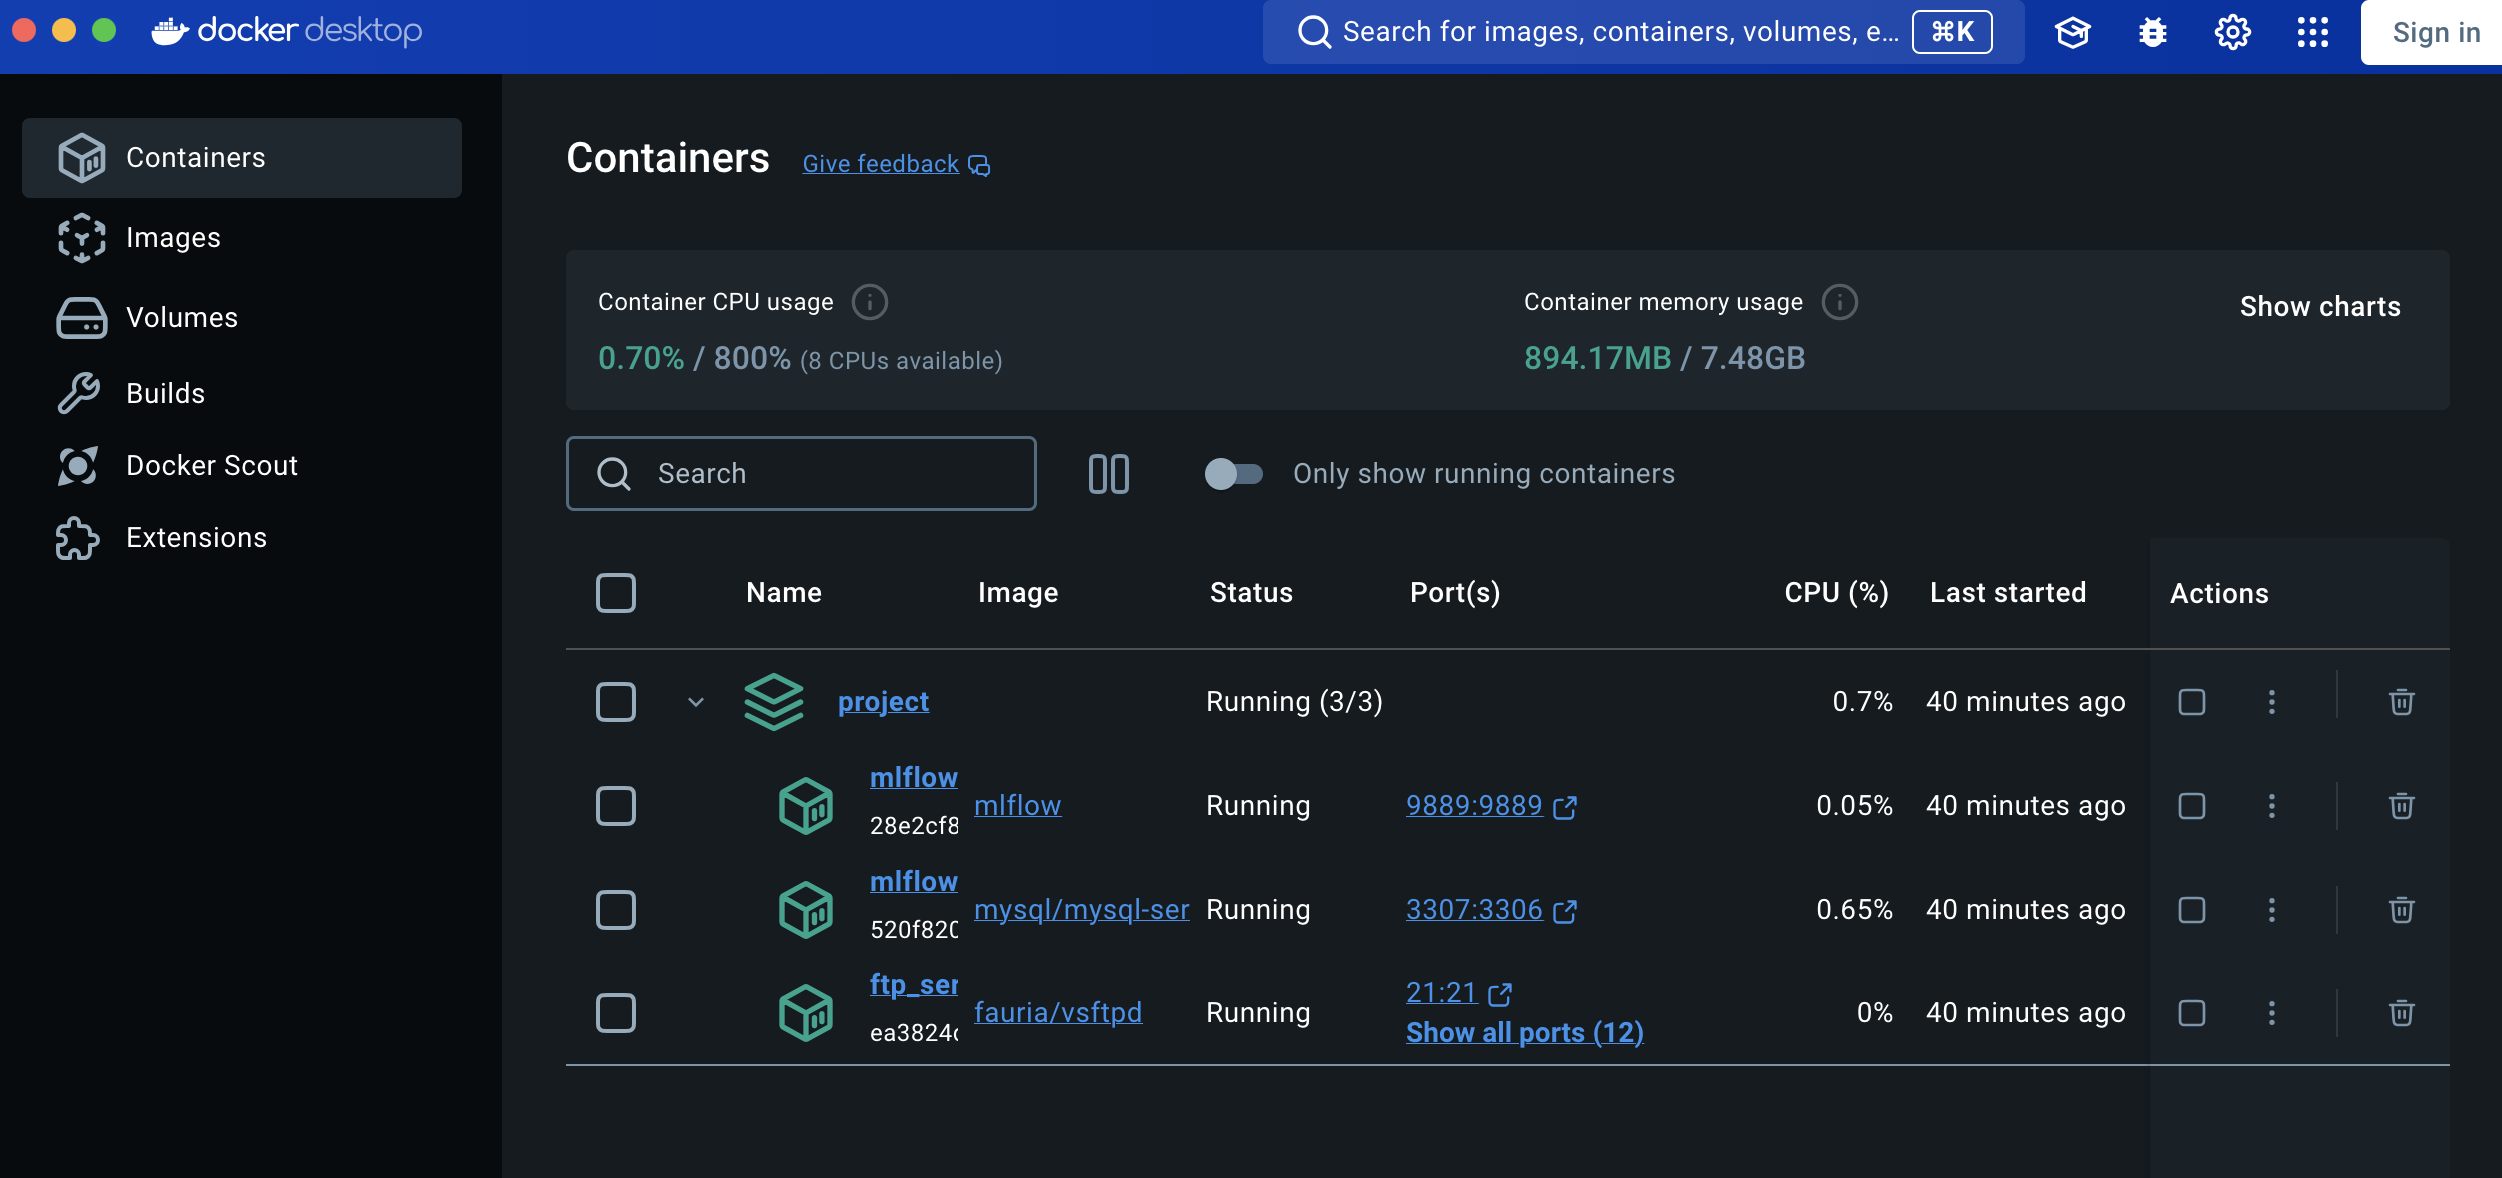 docker desktop
Search for images, containers, volumes, e... ⌘K
Sign in
Containers
Images
Volumes
Builds
Docker Scout
Extensions
Containers Give feedback
Container CPU usage
0.70% / 800% (8 CPUs available)
Container memory usage
894.17MB / 7.48GB
Show charts
Search
Only show running containers
Name Image Status Port(s) CPU (%) Last started Actions
project Running (3/3) 0.7% 40 minutes ago
mlflow
28e2cf8
mlflow Running 9889:9889 0.05% 40 minutes ago
mlflow
520f820
mysql/mysql-ser Running 3307:3306 0.65% 40 minutes ago
ftp_ser
ea3824c
fauria/vsftpd Running 21:21 0% 40 minutes ago
Show all ports (12)